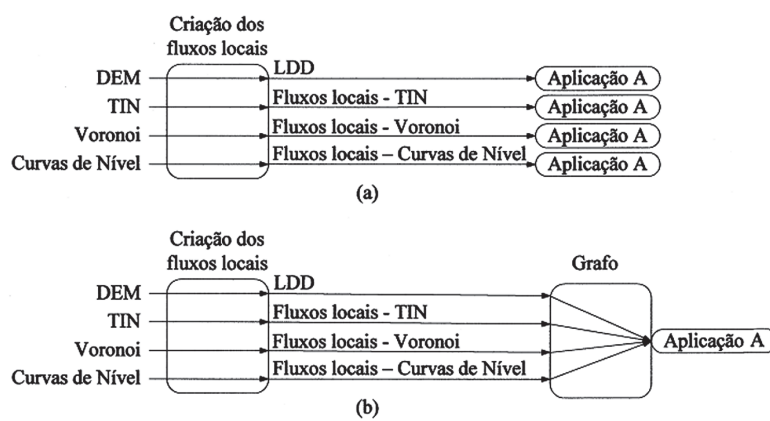 Criação dos
fluxos locais
DEM
LDD
Aplicação A
TIN
Fluxos locais - TIN
Aplicação A
Voronoi
Fluxos locais - Voronoi
Aplicação A
Curvas de Nível
Fluxos locais – Curvas de Nível
Aplicação A
(a)
Criação dos
fluxos locais
Grafo
DEM
LDD
TIN
Fluxos locais - TIN
Voronoi
Fluxos locais - Voronoi
Aplicação A
Curvas de Nível
Fluxos locais – Curvas de Nível
(b)